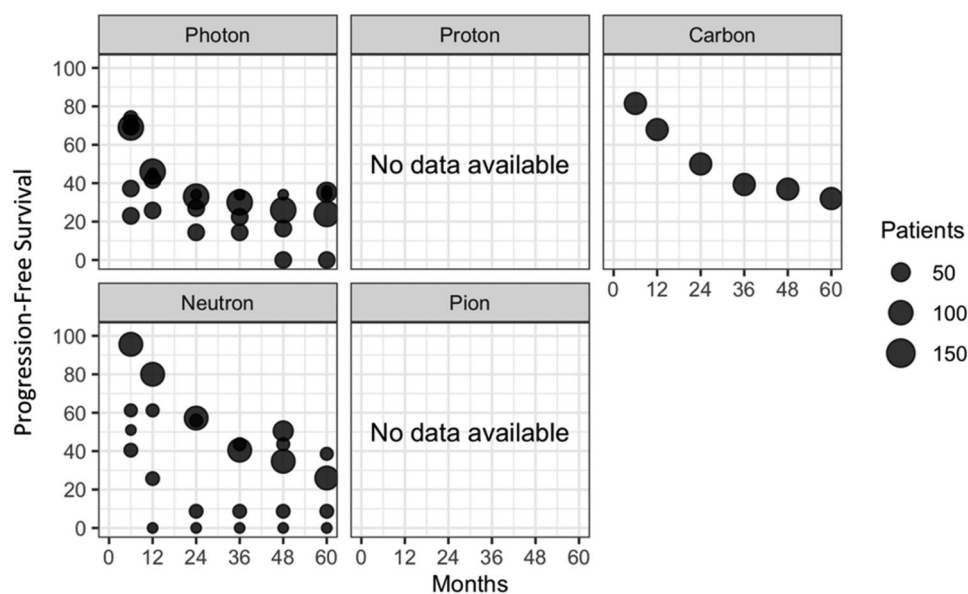 Photon
Proton
Carbon
Progression-Free Survival
100
80
60
40
20
0
No data available
0 12 24 36 48 60
Patients
50
100
150
Neutron
Pion
100
80
60
40
20
0
No data available
0 12 24 36 48 60
0 12 24 36 48 60
Months